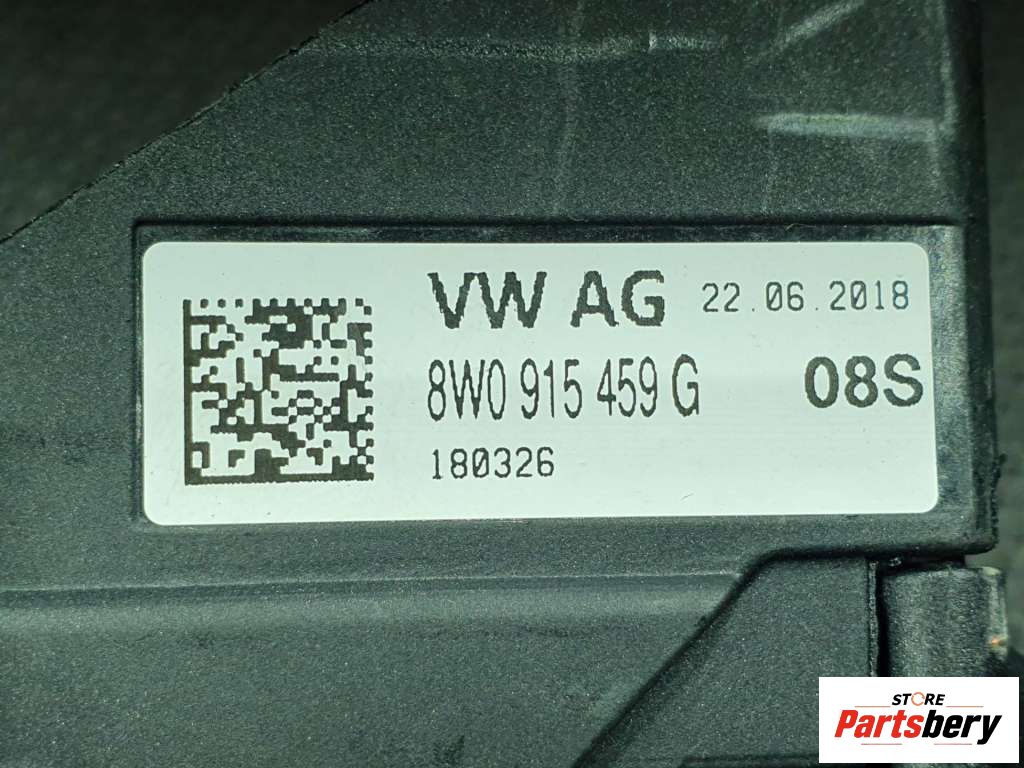 VW AG 22.06.2018
8W0 915 459 G 08S
180326
STORE
Partsbery